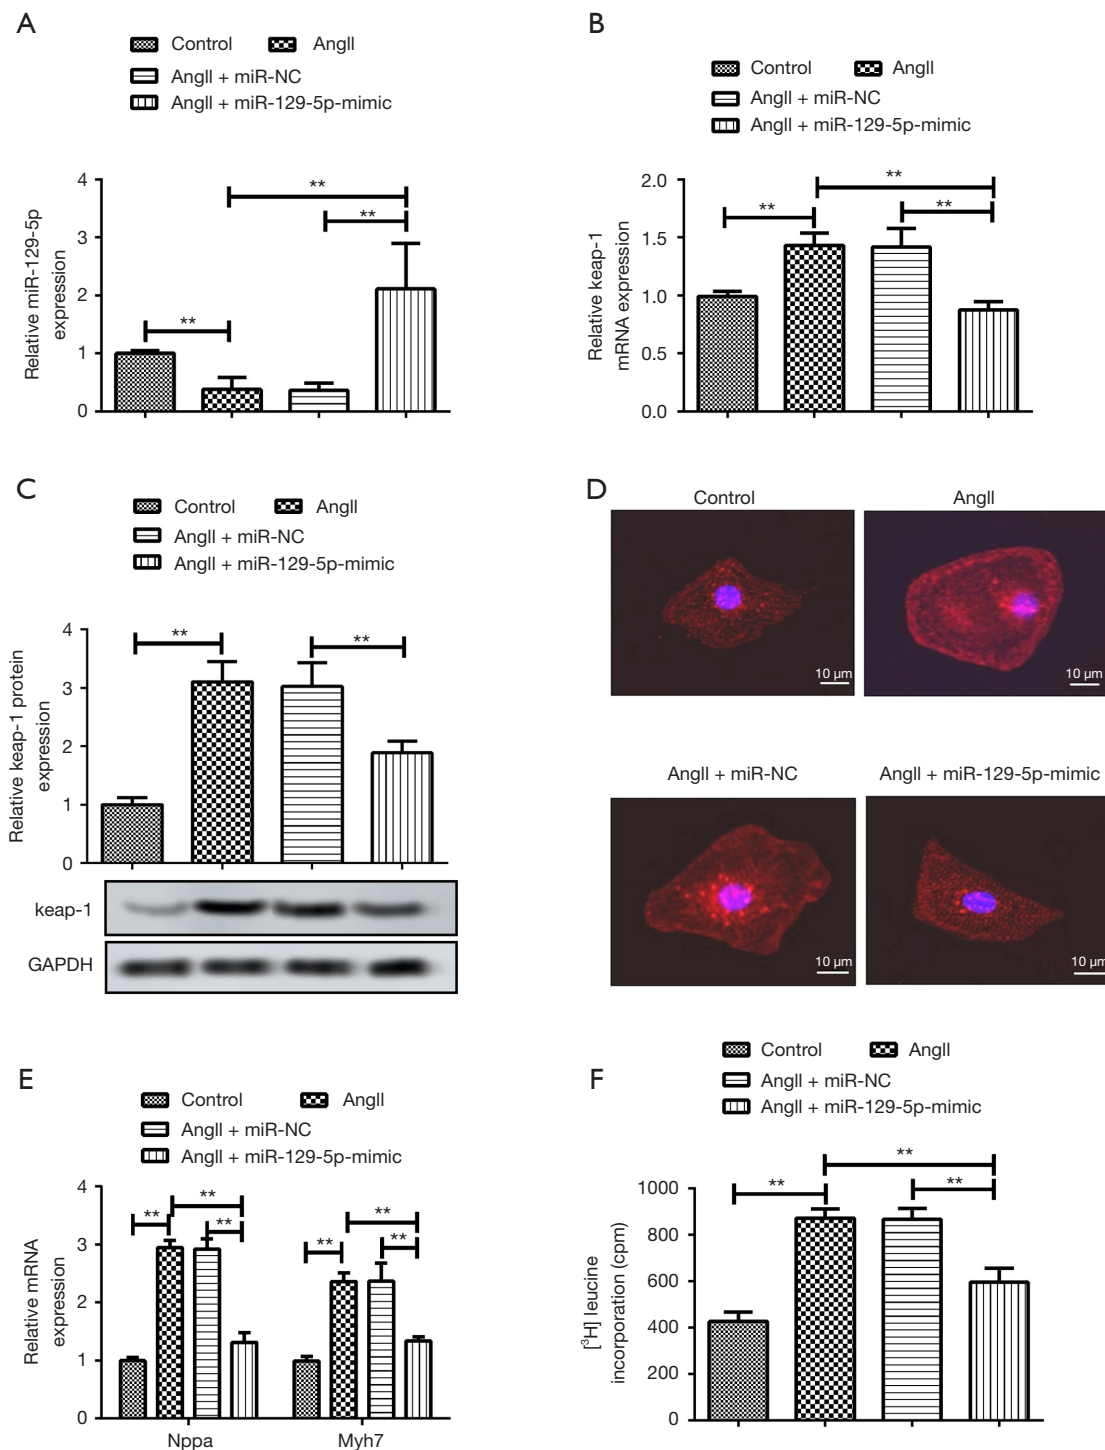 A
Control AngII
AngII + miR-NC
AngII + miR-129-5p-mimic
Relative miR-129-5p
expression
4
3
2
1
0
**
**
**
B
Control AngII
AngII + miR-NC
AngII + miR-129-5p-mimic
Relative keap-1
mRNA expression
2.0
1.5
1.0
0.5
0.0
**
**
**
C
Control AngII
AngII + miR-NC
AngII + miR-129-5p-mimic
Relative keap-1 protein
expression
4
3
2
1
0
**
**
keap-1
GAPDH
D
Control AngII
10 μm
10 μm
AngII + miR-NC AngII + miR-129-5p-mimic
10 μm
10 μm
E
Control AngII
AngII + miR-NC
AngII + miR-129-5p-mimic
Relative mRNA
expression
4
3
2
1
0
**
**
**
**
**
**
Nppa Myh7
F
Control AngII
AngII + miR-NC
AngII + miR-129-5p-mimic
[³H] leucine
incorporation (cpm)
1000
800
600
400
200
0
**
**
**